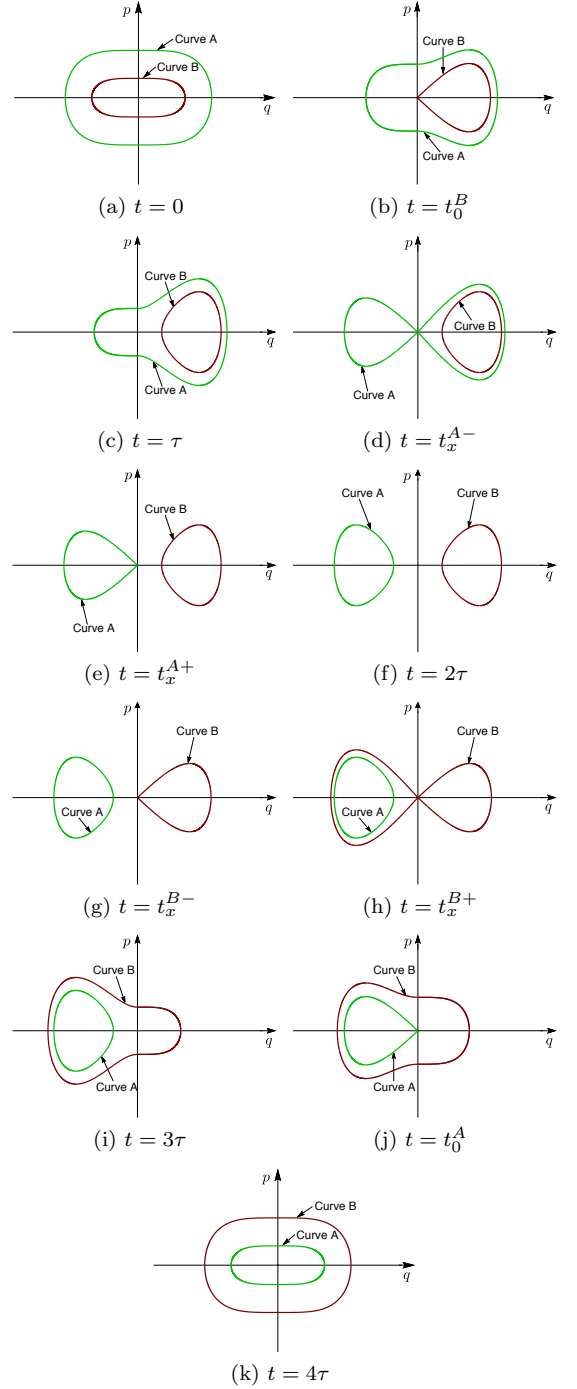 p
Curve A
Curve B
q
(a) t = 0
p
Curve B
q
Curve A
(b) t = t_0^B
p
Curve B
q
Curve A
(c) t = τ
p
Curve B
q
Curve A
(d) t = t_x^{A−}
p
Curve B
q
Curve A
(e) t = t_x^{A+}
p
Curve A
Curve B
q
(f) t = 2τ
p
Curve B
q
Curve A
(g) t = t_x^{B−}
p
Curve B
q
Curve A
(h) t = t_x^{B+}
p
Curve B
q
Curve A
(i) t = 3τ
p
Curve B
q
Curve A
(j) t = t_0^A
p
Curve B
Curve A
q
(k) t = 4τ